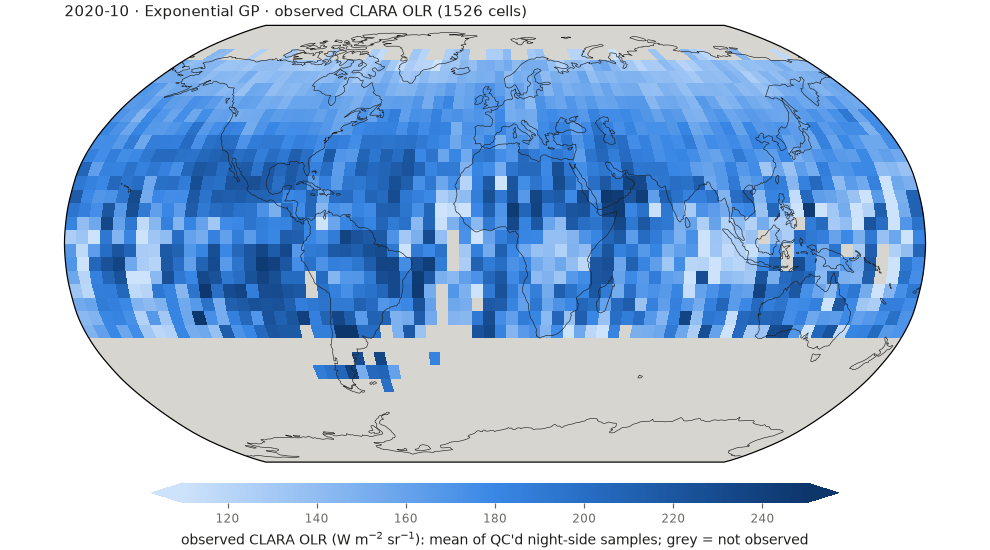 2020-10 · Exponential GP · observed CLARA OLR (1526 cells)
120 140 160 180 200 220 240
observed CLARA OLR (W m⁻² sr⁻¹): mean of QC'd night-side samples; grey = not observed